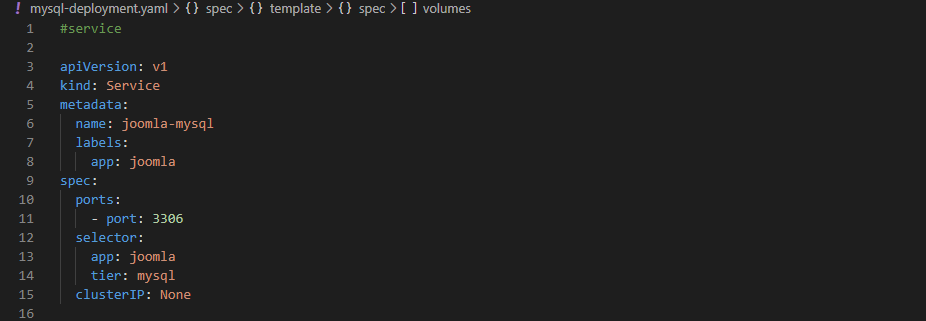 ! mysql-deployment.yaml > {} spec > {} template > {} spec > [ ] volumes
1 #service
2
3 apiVersion: v1
4 kind: Service
5 metadata:
6   name: joomla-mysql
7   labels:
8     app: joomla
9 spec:
10   ports:
11     - port: 3306
12   selector:
13     app: joomla
14     tier: mysql
15   clusterIP: None
16